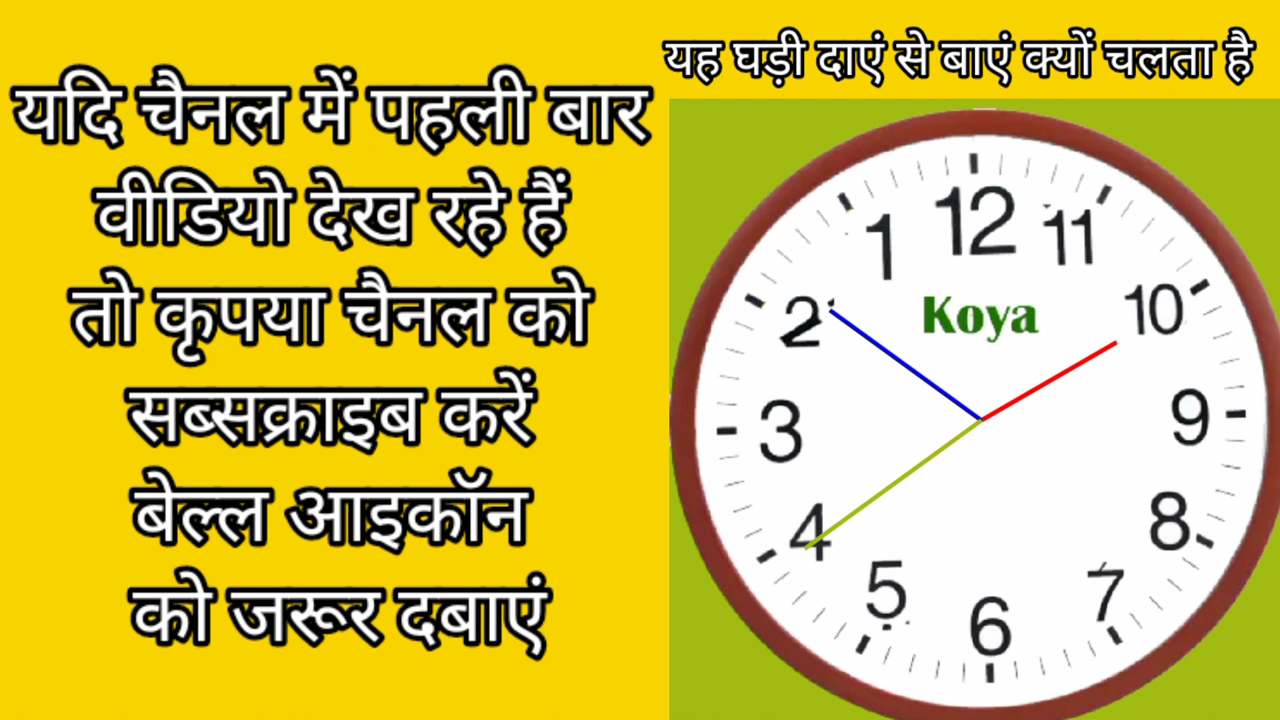 यह घड़ी दाएं से बाएं क्यों चलता है
यदि चैनल में पहली बार
वीडियो देख रहे हैं
तो कृपया चैनल को
सब्सक्राइब करें
बेल्ल आइकॉन
को जरूर दबाएं
12
1
11
2
Koya
10
3
9
4
8
5
7
6